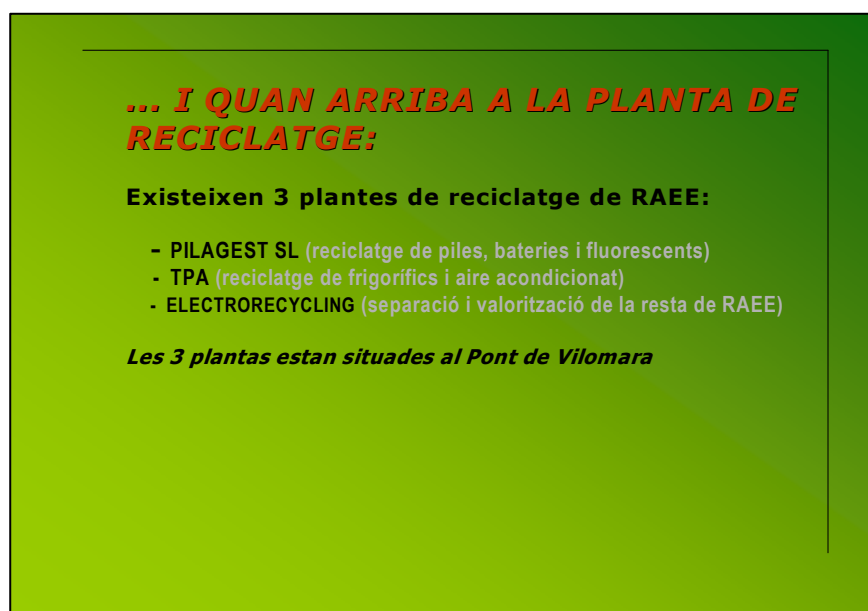 ... I QUAN ARRIBA A LA PLANTA DE
RECICLATGE:
Existeixen 3 plantes de reciclatge de RAEE:
- PILAGEST SL (reciclatge de piles, bateries i fluorescents)
- TPA (reciclatge de frigorífics i aire acondicionat)
- ELECTRORECYCLING (separació i valorització de la resta de RAEE)
Les 3 plantas estan situades al Pont de Vilomara